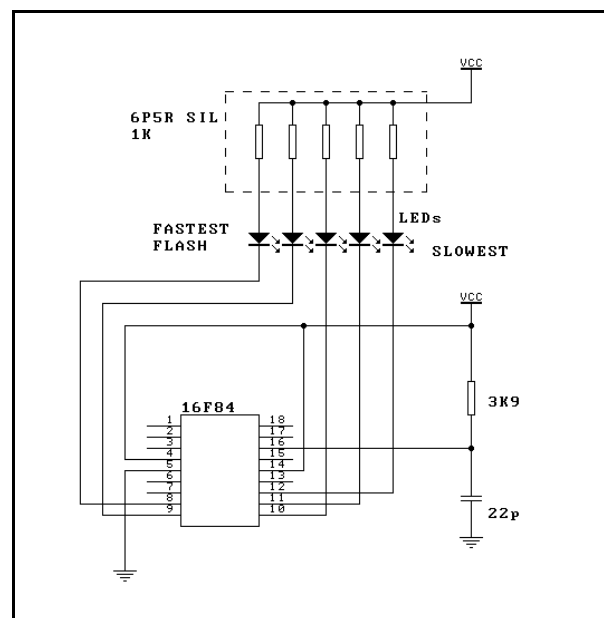 VCC
6P5R SIL
1K
LEDs
FASTEST
FLASH
SLOWEST
VCC
16F84
3K9
1 18
2 17
3 16
4 15
5 14
6 13
7 12
8 11
9 10
22p